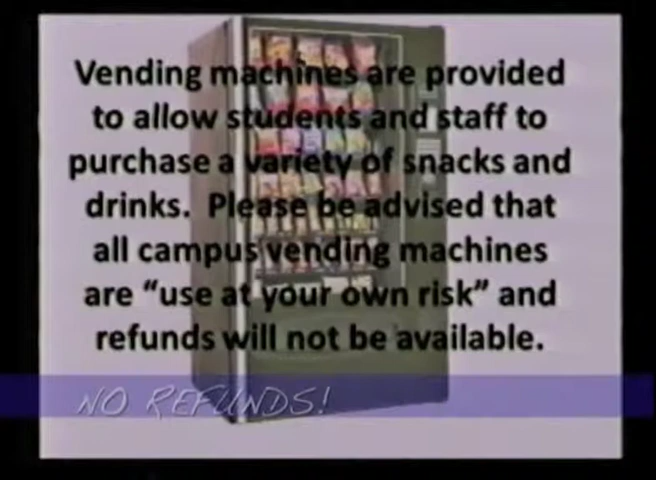 Vending machines are provided
to allow students and staff to
purchase a variety of snacks and
drinks.  Please be advised that
all campus vending machines
are “use at your own risk” and
refunds will not be available.
NO REFUNDS!